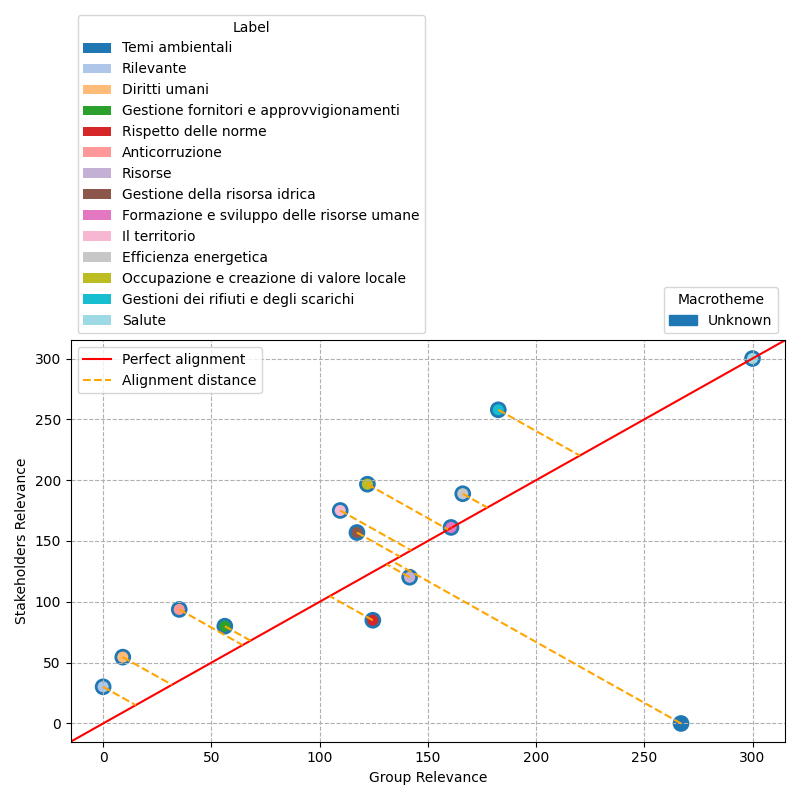 Label
Temi ambientali
Rilevante
Diritti umani
Gestione fornitori e approvvigionamenti
Rispetto delle norme
Anticorruzione
Risorse
Gestione della risorsa idrica
Formazione e sviluppo delle risorse umane
Il territorio
Efficienza energetica
Occupazione e creazione di valore locale
Gestioni dei rifiuti e degli scarichi
Salute
Macrotheme
Unknown
Perfect alignment
Alignment distance
Stakeholders Relevance
300
250
200
150
100
50
0
0 50 100 150 200 250 300
Group Relevance